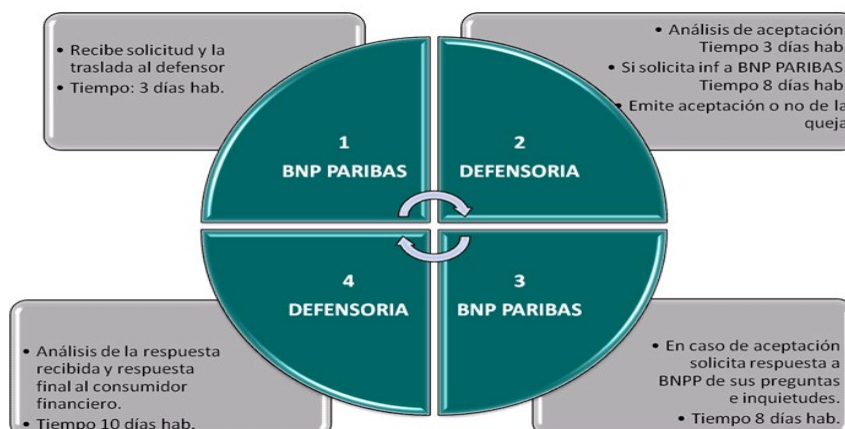 • Recibe solicitud y la
traslada al defensor
• Tiempo: 3 días hab.
1
BNP PARIBAS
• Análisis de aceptación
Tiempo 3 días hab
• Si solicita inf a BNP PARIBAS.
Tiempo 8 días hab.
• Emite aceptación o no de la
queja
2
DEFENSORIA
3
BNP PARIBAS
• En caso de aceptación
solicita respuesta a
BNPP de sus preguntas
e inquietudes.
• Tiempo 8 días hab.
4
DEFENSORIA
• Análisis de la respuesta
recibida y respuesta
final al consumidor
financiero.
• Tiempo 10 días hab.